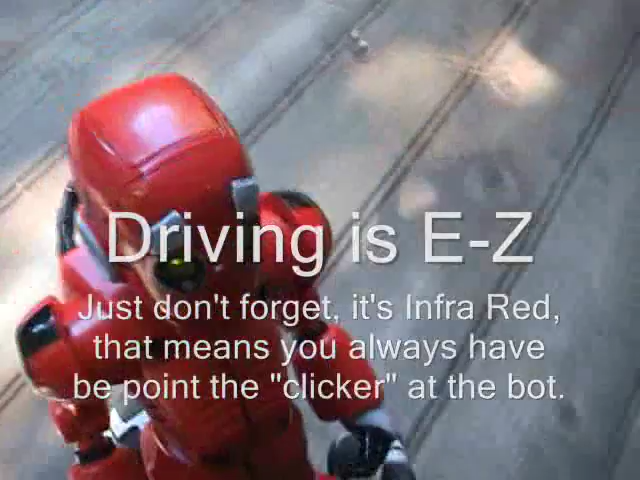 Driving is E-Z
Just don't forget, it's Infra Red,
that means you always have
be point the "clicker" at the bot.